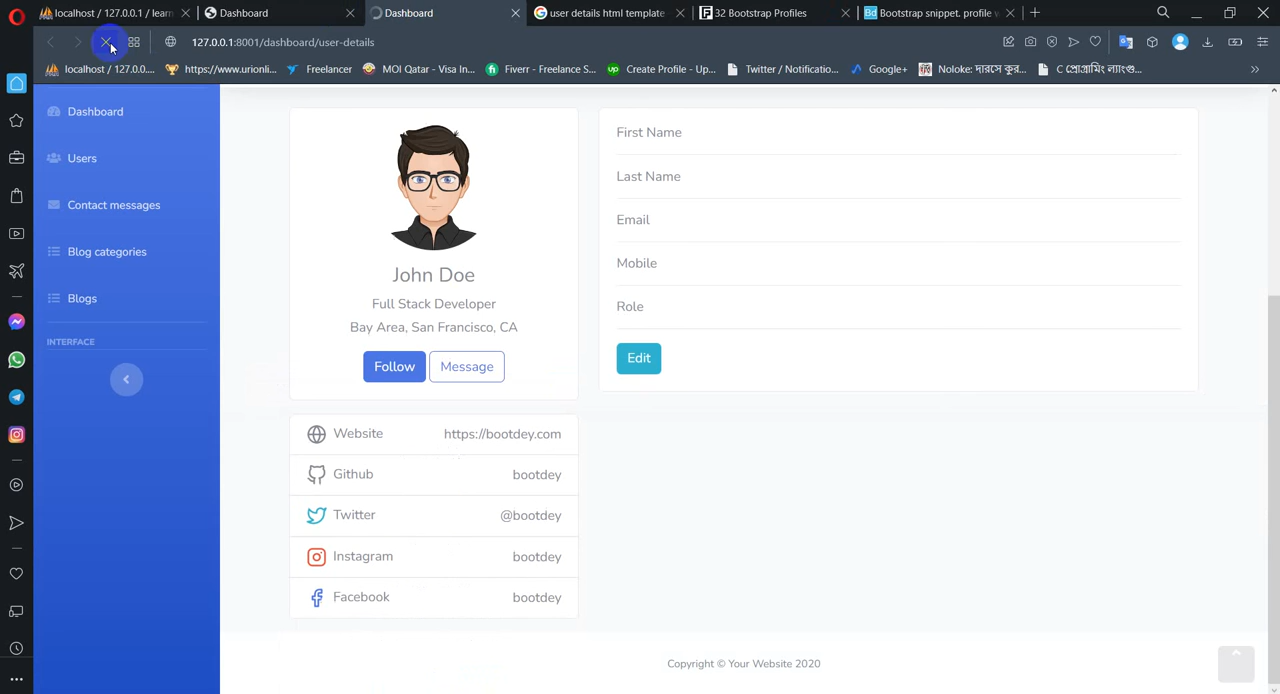 localhost / 127.0.0.1 / learn
Dashboard
Dashboard
user details html template
32 Bootstrap Profiles
Bootstrap snippet. profile w
127.0.0.1:8001/dashboard/user-details
localhost / 127.0.0....
https://www.urionli...
Freelancer
MOI Qatar - Visa In...
Fiverr - Freelance S...
Create Profile - Up...
Twitter / Notificatio...
Google+
Noloke: দারসে কুর...
C প্রোগ্রামিং ল্যাংগু...
Dashboard
Users
Contact messages
Blog categories
Blogs
INTERFACE
John Doe
Full Stack Developer
Bay Area, San Francisco, CA
Follow
Message
First Name
Last Name
Email
Mobile
Role
Edit
Website https://bootdey.com
Github bootdey
Twitter @bootdey
Instagram bootdey
Facebook bootdey
Copyright © Your Website 2020